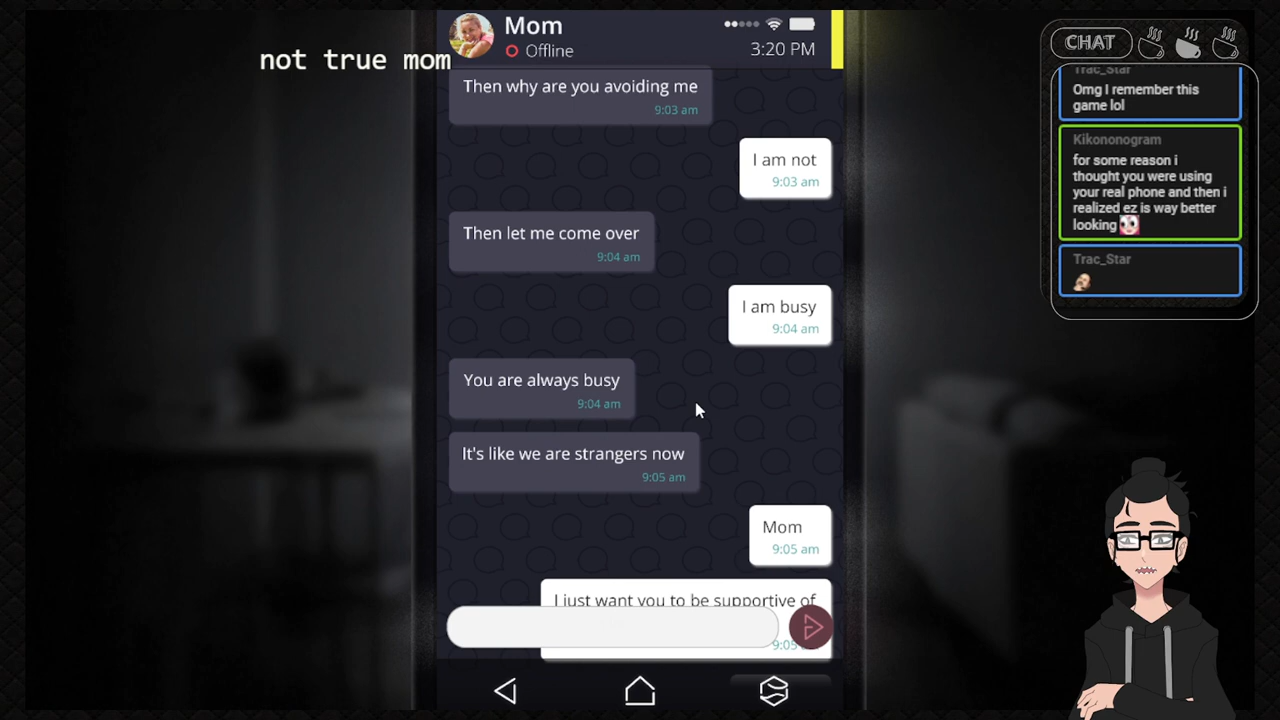 not true mom
Mom
Offline
3:20 PM
Then why are you avoiding me
9:03 am
I am not
9:03 am
Then let me come over
9:04 am
I am busy
9:04 am
You are always busy
9:04 am
It's like we are strangers now
9:05 am
Mom
9:05 am
I just want you to be supportive of
9:05
CHAT
Trac_Star
Omg I remember this
game lol
Kikononogram
for some reason i
thought you were using
your real phone and then i
realized ez is way better
looking
Trac_Star